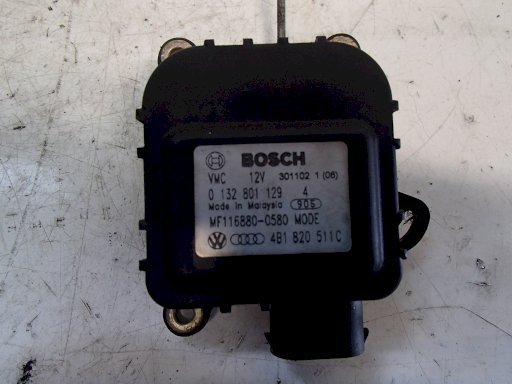 BOSCH
VMC 12V 301102 1 (06)
0 132 801 129 4
Made in Malaysia 905
MF116880-0580 MODE
4B1 820 511C